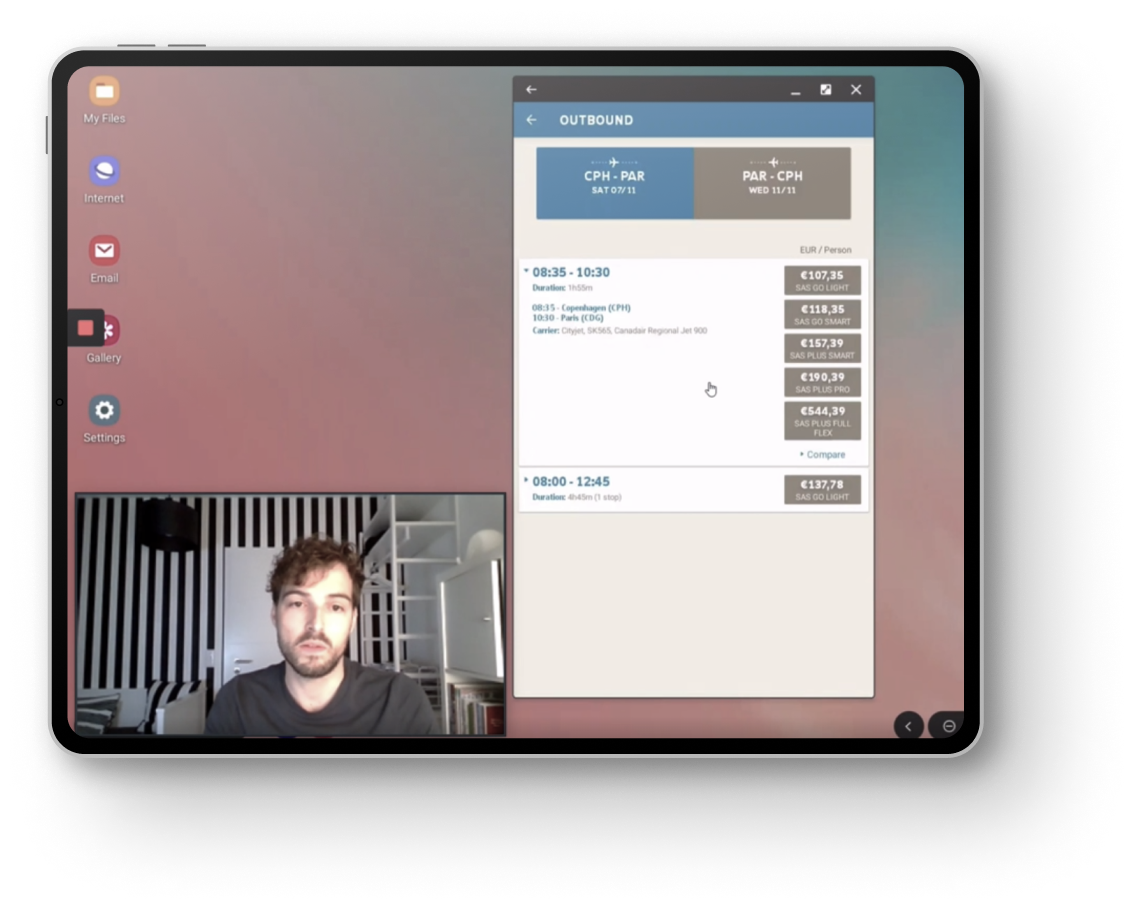 My Files
Internet
Email
Gallery
Settings
OUTBOUND
CPH - PAR
SAT 07/11
PAR - CPH
WED 11/11
EUR / Person
08:35 - 10:30
Duration: 1h55m
08:35 - Copenhagen (CPH)
10:30 - Paris (CDG)
Carrier: Cityjet, SK565, Canadair Regional Jet 900
€107,35
SAS GO LIGHT
€118,35
SAS GO SMART
€157,39
SAS PLUS SMART
€190,39
SAS PLUS PRO
€544,39
SAS PLUS FULL
FLEX
Compare
08:00 - 12:45
Duration: 4h45m (1 stop)
€137,78
SAS GO LIGHT